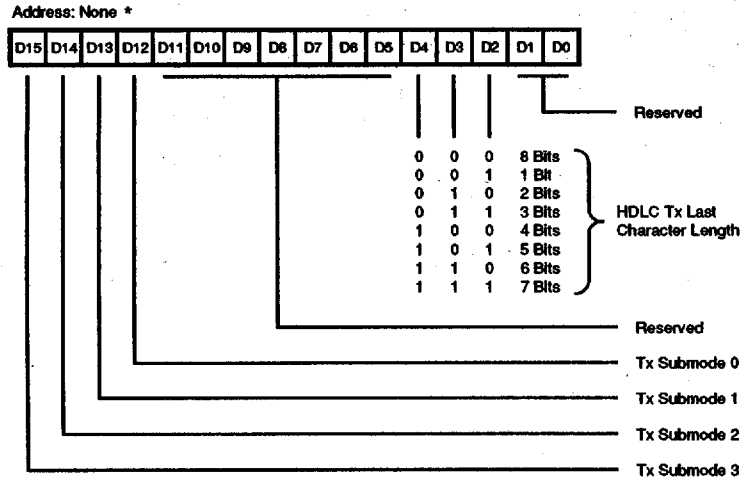 Address: None *
D15 D14 D13 D12 D11 D10 D9 D8 D7 D6 D5 D4 D3 D2 D1 D0
Reserved
0 0 0 8 Bits
0 0 1 1 Bit
0 1 0 2 Bits
0 1 1 3 Bits
1 0 0 4 Bits
1 0 1 5 Bits
1 1 0 6 Bits
1 1 1 7 Bits
HDLC Tx Last
Character Length
Reserved
Tx Submode 0
Tx Submode 1
Tx Submode 2
Tx Submode 3